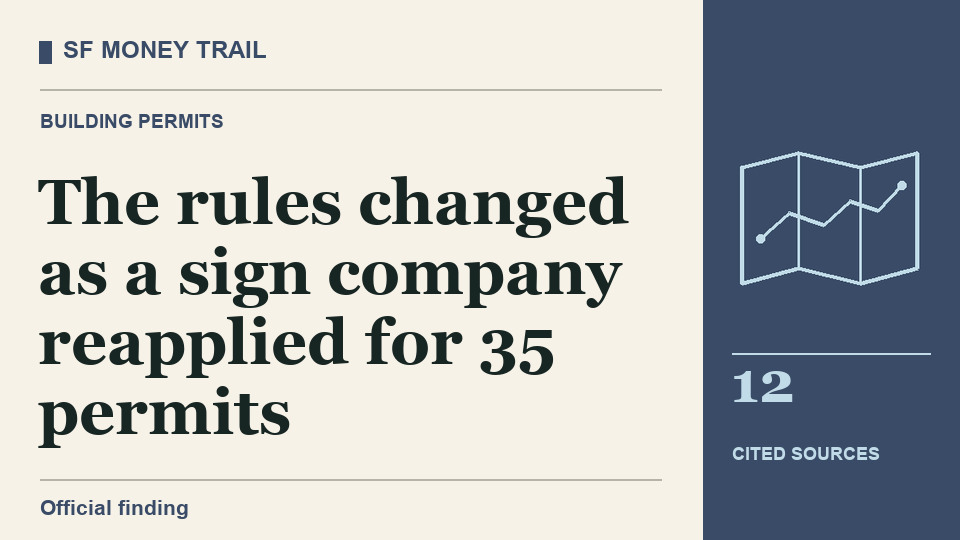 SF MONEY TRAIL
BUILDING PERMITS
The rules changed
as a sign company
reapplied for 35
permits
Official finding
12
CITED SOURCES